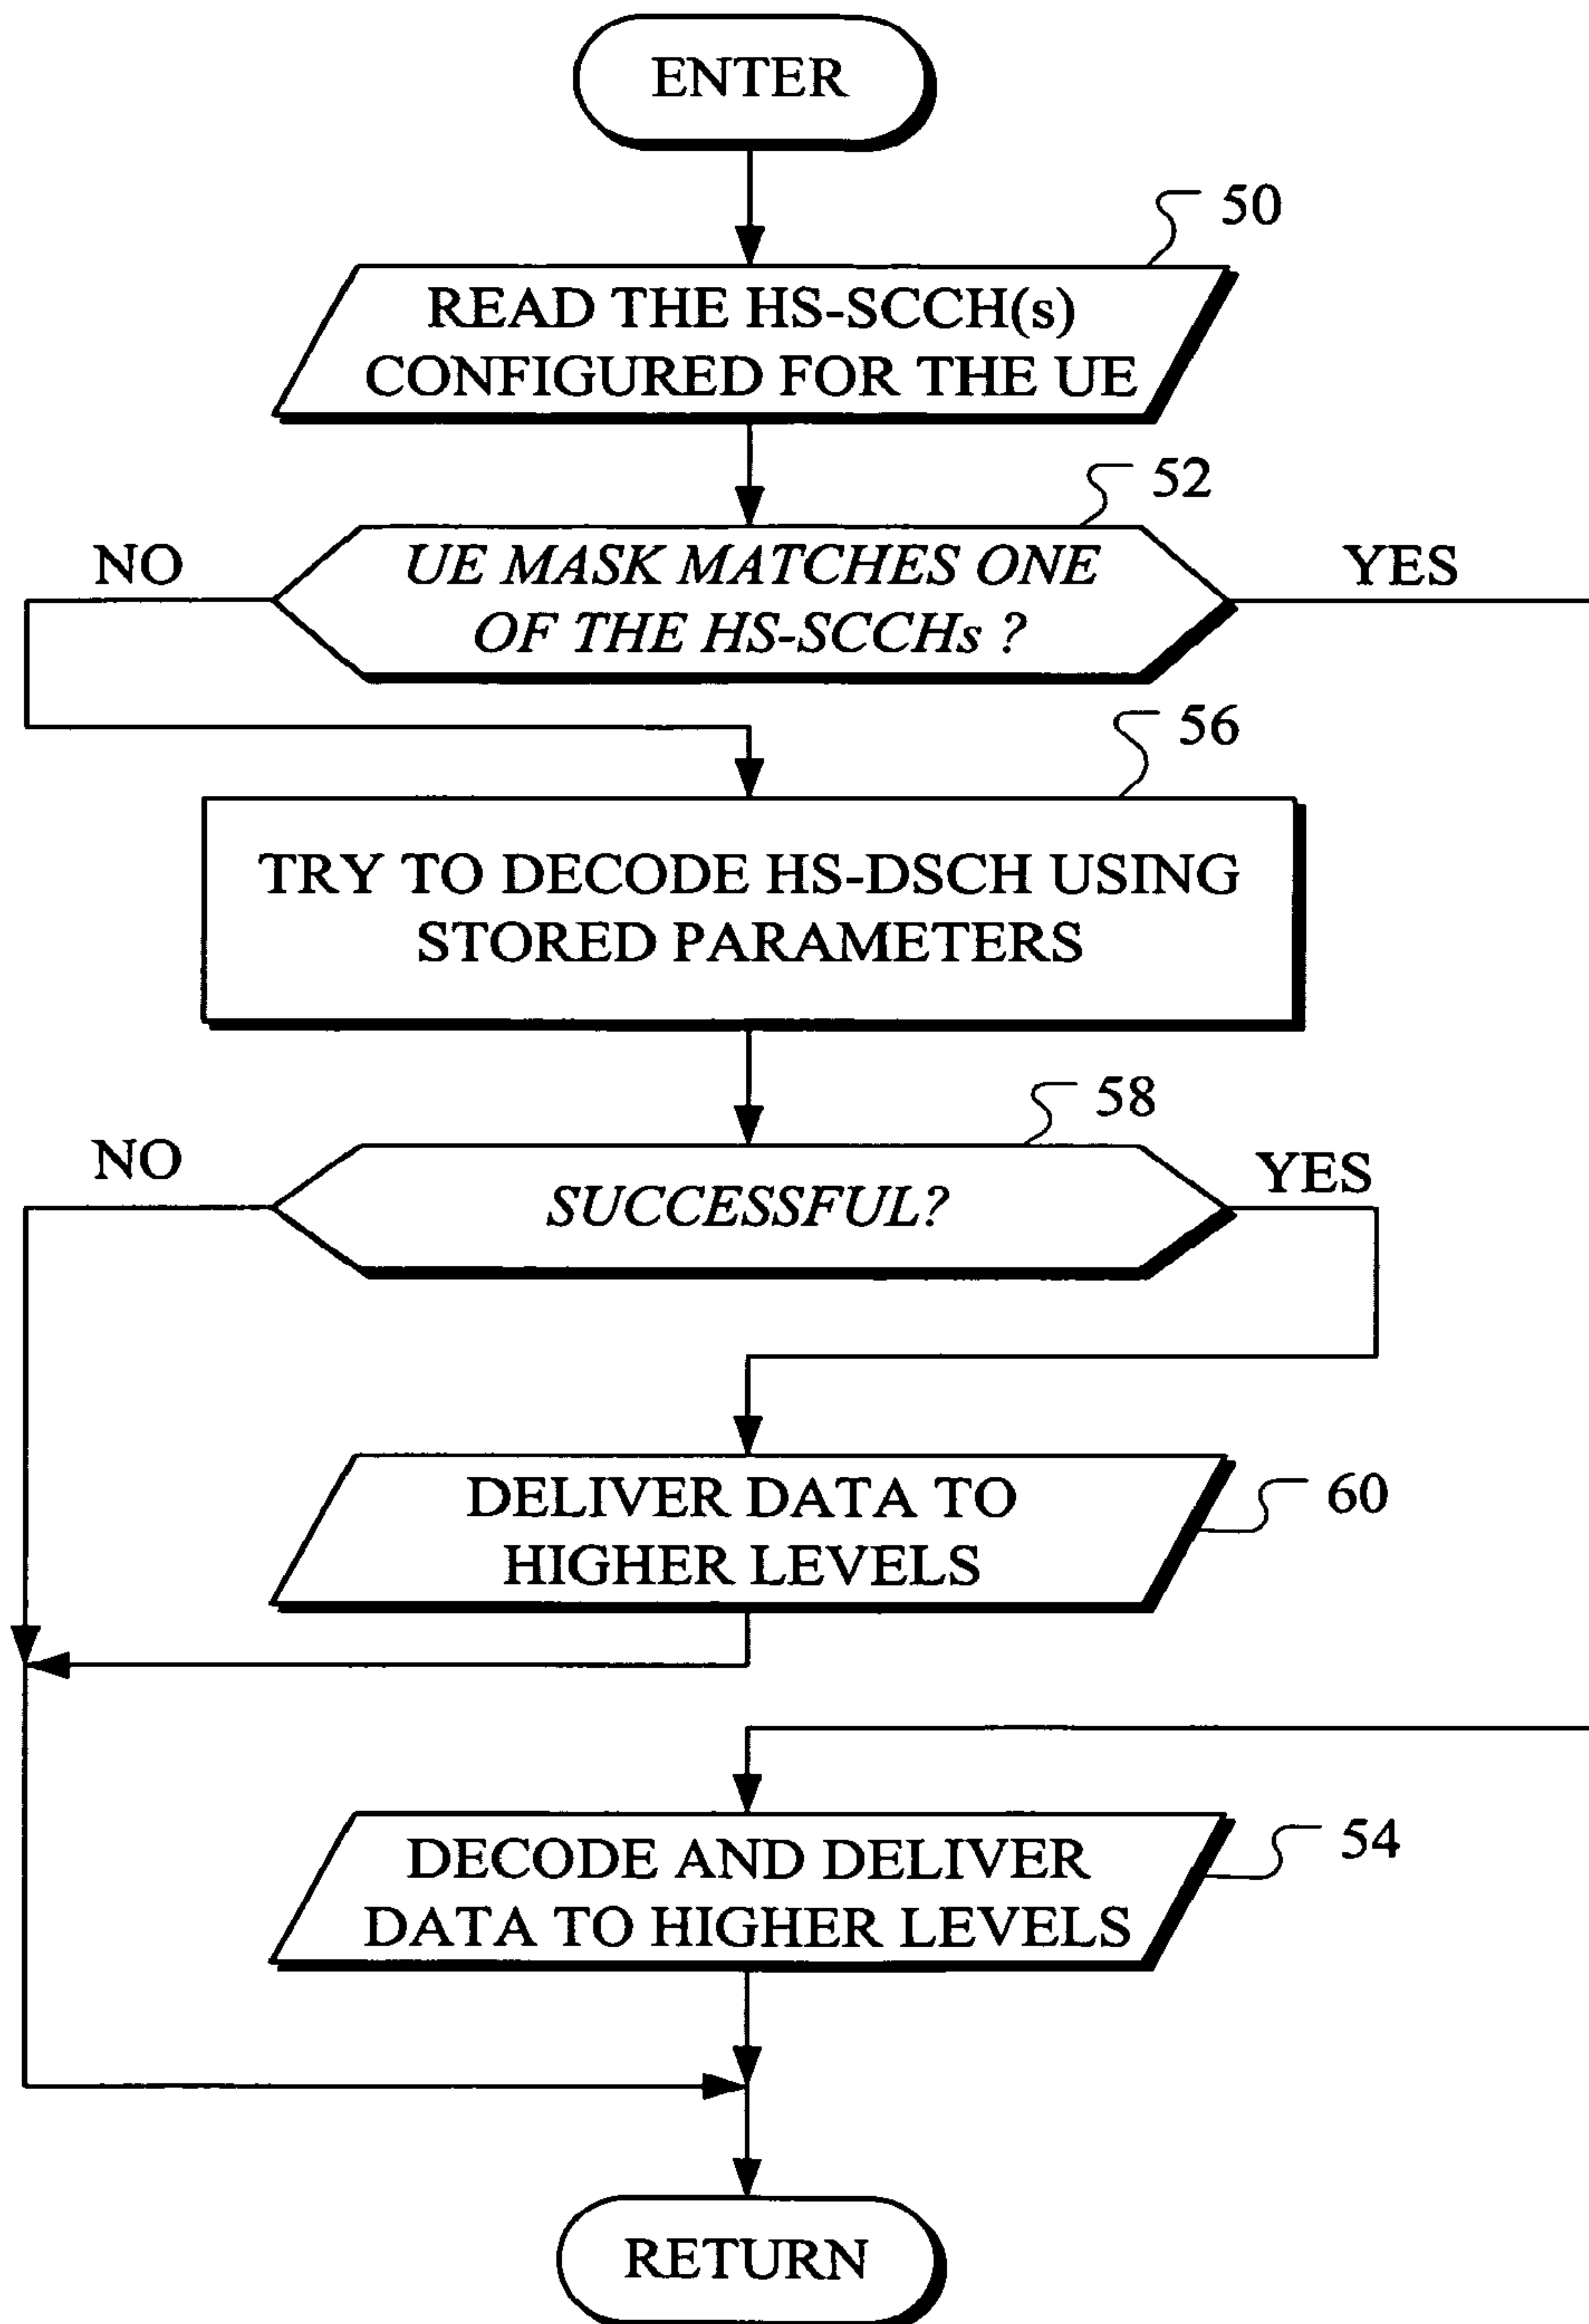 ENTER
50
READ THE HS-SCCH(s)
CONFIGURED FOR THE UE
52
NO
UE MASK MATCHES ONE
OF THE HS-SCCHs ?
YES
56
TRY TO DECODE HS-DSCH USING
STORED PARAMETERS
58
NO
SUCCESSFUL?
YES
DELIVER DATA TO
HIGHER LEVELS
60
DECODE AND DELIVER
DATA TO HIGHER LEVELS
54
RETURN